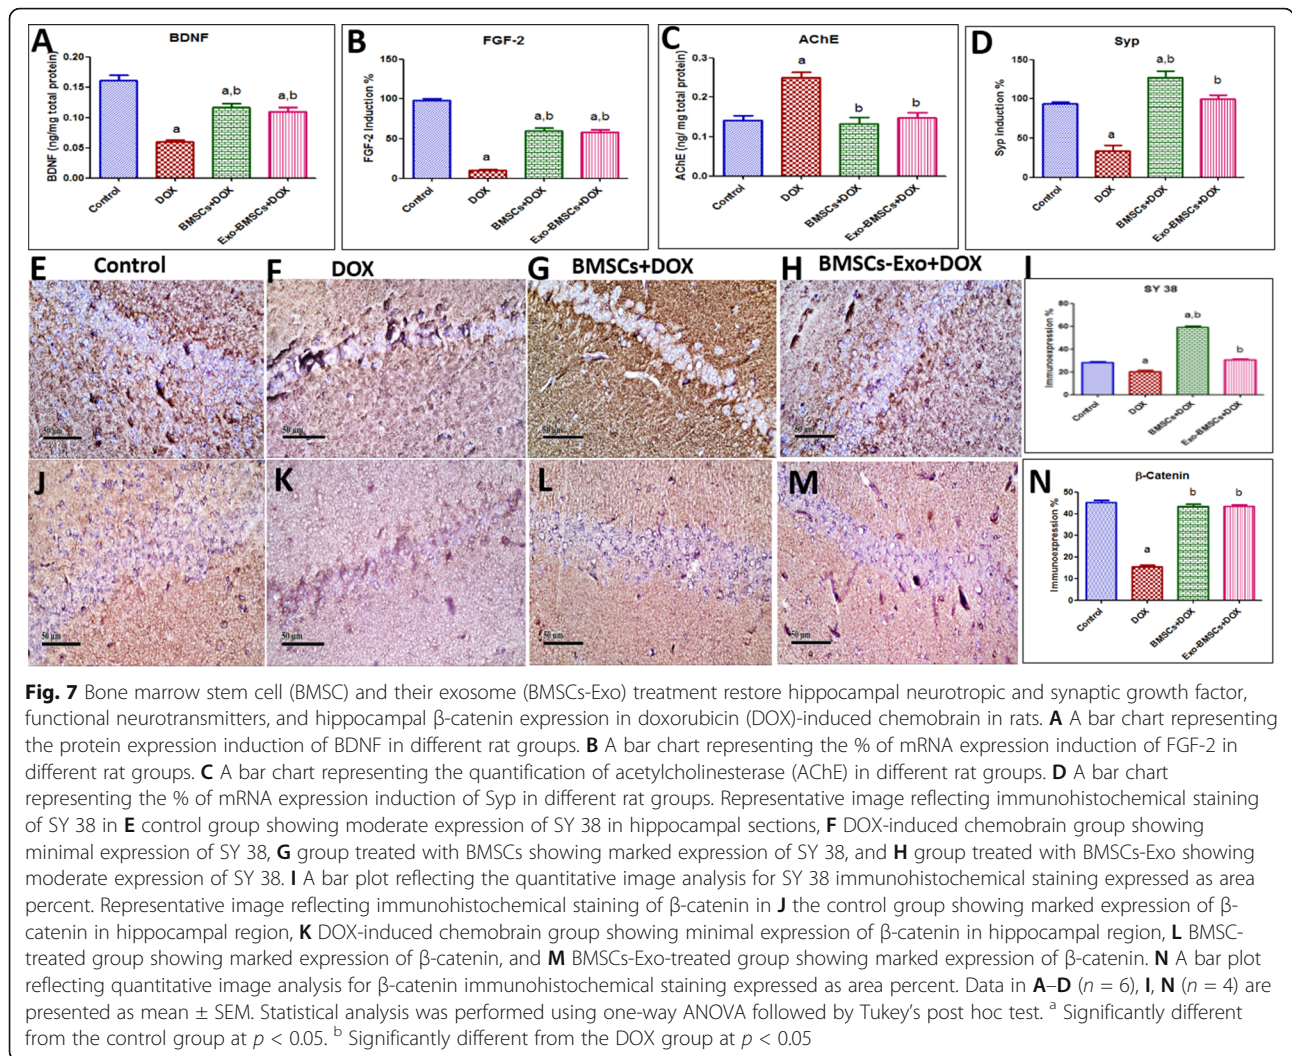 A
BDNF
BDNF (ng/mg total protein)
0.20
0.15
0.10
0.05
0.00
a
a,b
a,b
Control
DOX
BMSCs+DOX
Exo-BMSCs+DOX
B
FGF-2
FGF-2 Induction %
150
100
50
0
a
a,b
a,b
Control
DOX
BMSCs+DOX
Exo-BMSCs+DOX
C
AChE
AChE (ng/ mg total protein)
0.3
0.2
0.1
0.0
a
b
b
Control
DOX
BMSCs+DOX
Exo-BMSCs+DOX
D
Syp
Syp induction %
150
100
50
0
a
a,b
b
Control
DOX
BMSCs+DOX
Exo-BMSCs+DOX
E Control
50 μm
F DOX
50 μm
G BMSCs+DOX
50 μm
H BMSCs-Exo+DOX
50 μm
I
SY 38
Immunoexpression %
80
60
40
20
0
a
a,b
b
Control
DOX
BMSCs+DOX
Exo-BMSCs+DOX
J
50 μm
K
50 μm
L
50 μm
M
50 μm
N
β-Catenin
Immunoexpression %
50
40
30
20
10
0
a
b
b
Control
DOX
BMSCs+DOX
Exo-BMSCs+DOX
Fig. 7 Bone marrow stem cell (BMSC) and their exosome (BMSCs-Exo) treatment restore hippocampal neurotropic and synaptic growth factor,
functional neurotransmitters, and hippocampal β-catenin expression in doxorubicin (DOX)-induced chemobrain in rats. A A bar chart representing
the protein expression induction of BDNF in different rat groups. B A bar chart representing the % of mRNA expression induction of FGF-2 in
different rat groups. C A bar chart representing the quantification of acetylcholinesterase (AChE) in different rat groups. D A bar chart
representing the % of mRNA expression induction of Syp in different rat groups. Representative image reflecting immunohistochemical staining
of SY 38 in E control group showing moderate expression of SY 38 in hippocampal sections, F DOX-induced chemobrain group showing
minimal expression of SY 38, G group treated with BMSCs showing marked expression of SY 38, and H group treated with BMSCs-Exo showing
moderate expression of SY 38. I A bar plot reflecting the quantitative image analysis for SY 38 immunohistochemical staining expressed as area
percent. Representative image reflecting immunohistochemical staining of β-catenin in J the control group showing marked expression of β-
catenin in hippocampal region, K DOX-induced chemobrain group showing minimal expression of β-catenin in hippocampal region, L BMSC-
treated group showing marked expression of β-catenin, and M BMSCs-Exo-treated group showing marked expression of β-catenin. N A bar plot
reflecting quantitative image analysis for β-catenin immunohistochemical staining expressed as area percent. Data in A–D (n = 6), I, N (n = 4) are
presented as mean ± SEM. Statistical analysis was performed using one-way ANOVA followed by Tukey's post hoc test. a Significantly different
from the control group at p < 0.05. b Significantly different from the DOX group at p < 0.05